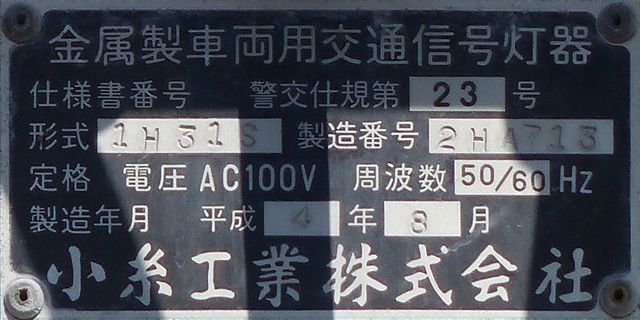 金属製車両用交通信号灯器
仕様書番号 警交仕規第 23 号
形式 1H31S 製造番号 2HA713
定格 電圧 AC100V 周波数 50/60 Hz
製造年月 平成 4 年 8 月
小糸工業株式会社